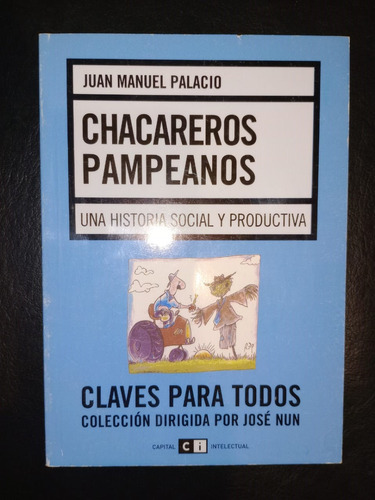 JUAN MANUEL PALACIO
CHACAREROS
PAMPEANOS
UNA HISTORIA SOCIAL Y PRODUCTIVA
CLAVES PARA TODOS
COLECCIÓN DIRIGIDA POR JOSÉ NUN
CAPITAL Ci INTELECTUAL